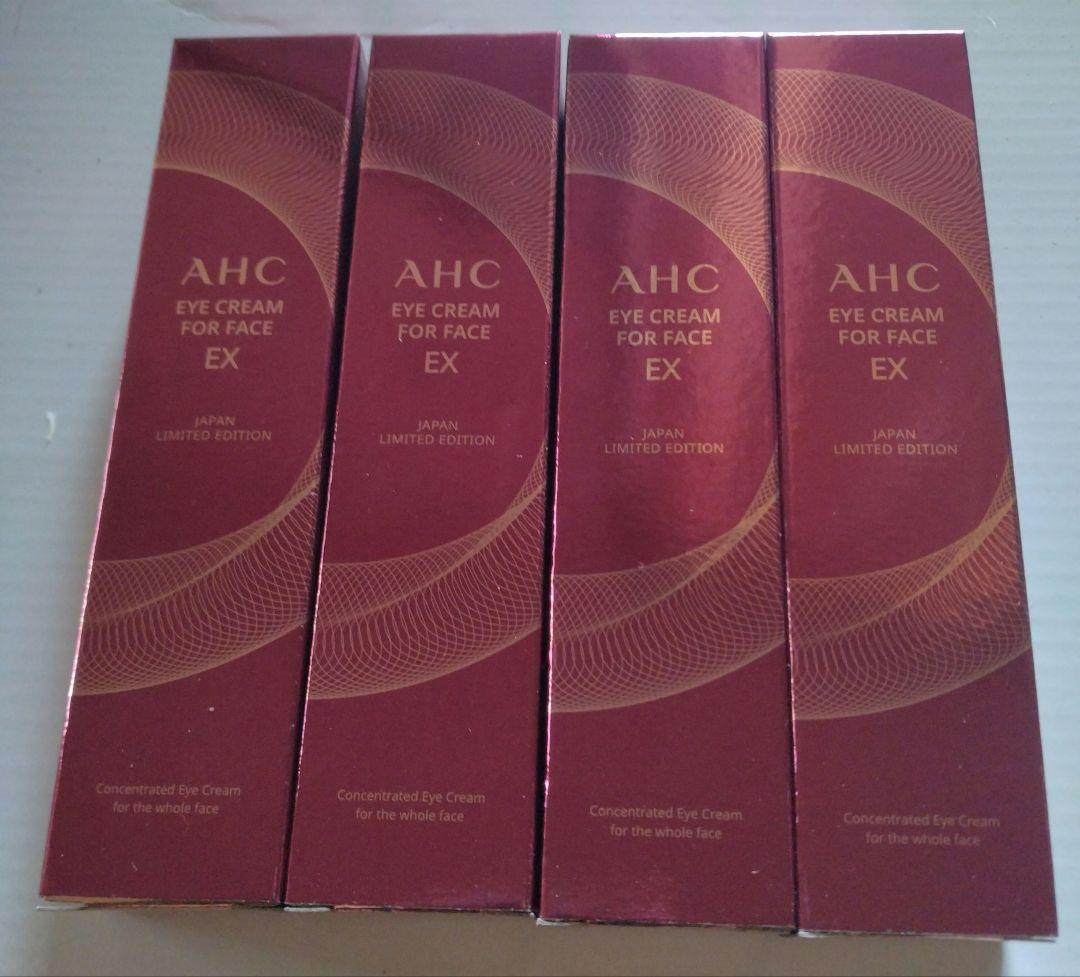 AHC
EYE CREAM
FOR FACE
EX
JAPAN
LIMITED EDITION
Concentrated Eye Cream
for the whole face
AHC
EYE CREAM
FOR FACE
EX
JAPAN
LIMITED EDITION
Concentrated Eye Cream
for the whole face
AHC
EYE CREAM
FOR FACE
EX
JAPAN
LIMITED EDITION
Concentrated Eye Cream
for the whole face
AHC
EYE CREAM
FOR FACE
EX
JAPAN
LIMITED EDITION
Concentrated Eye Cream
for the whole face